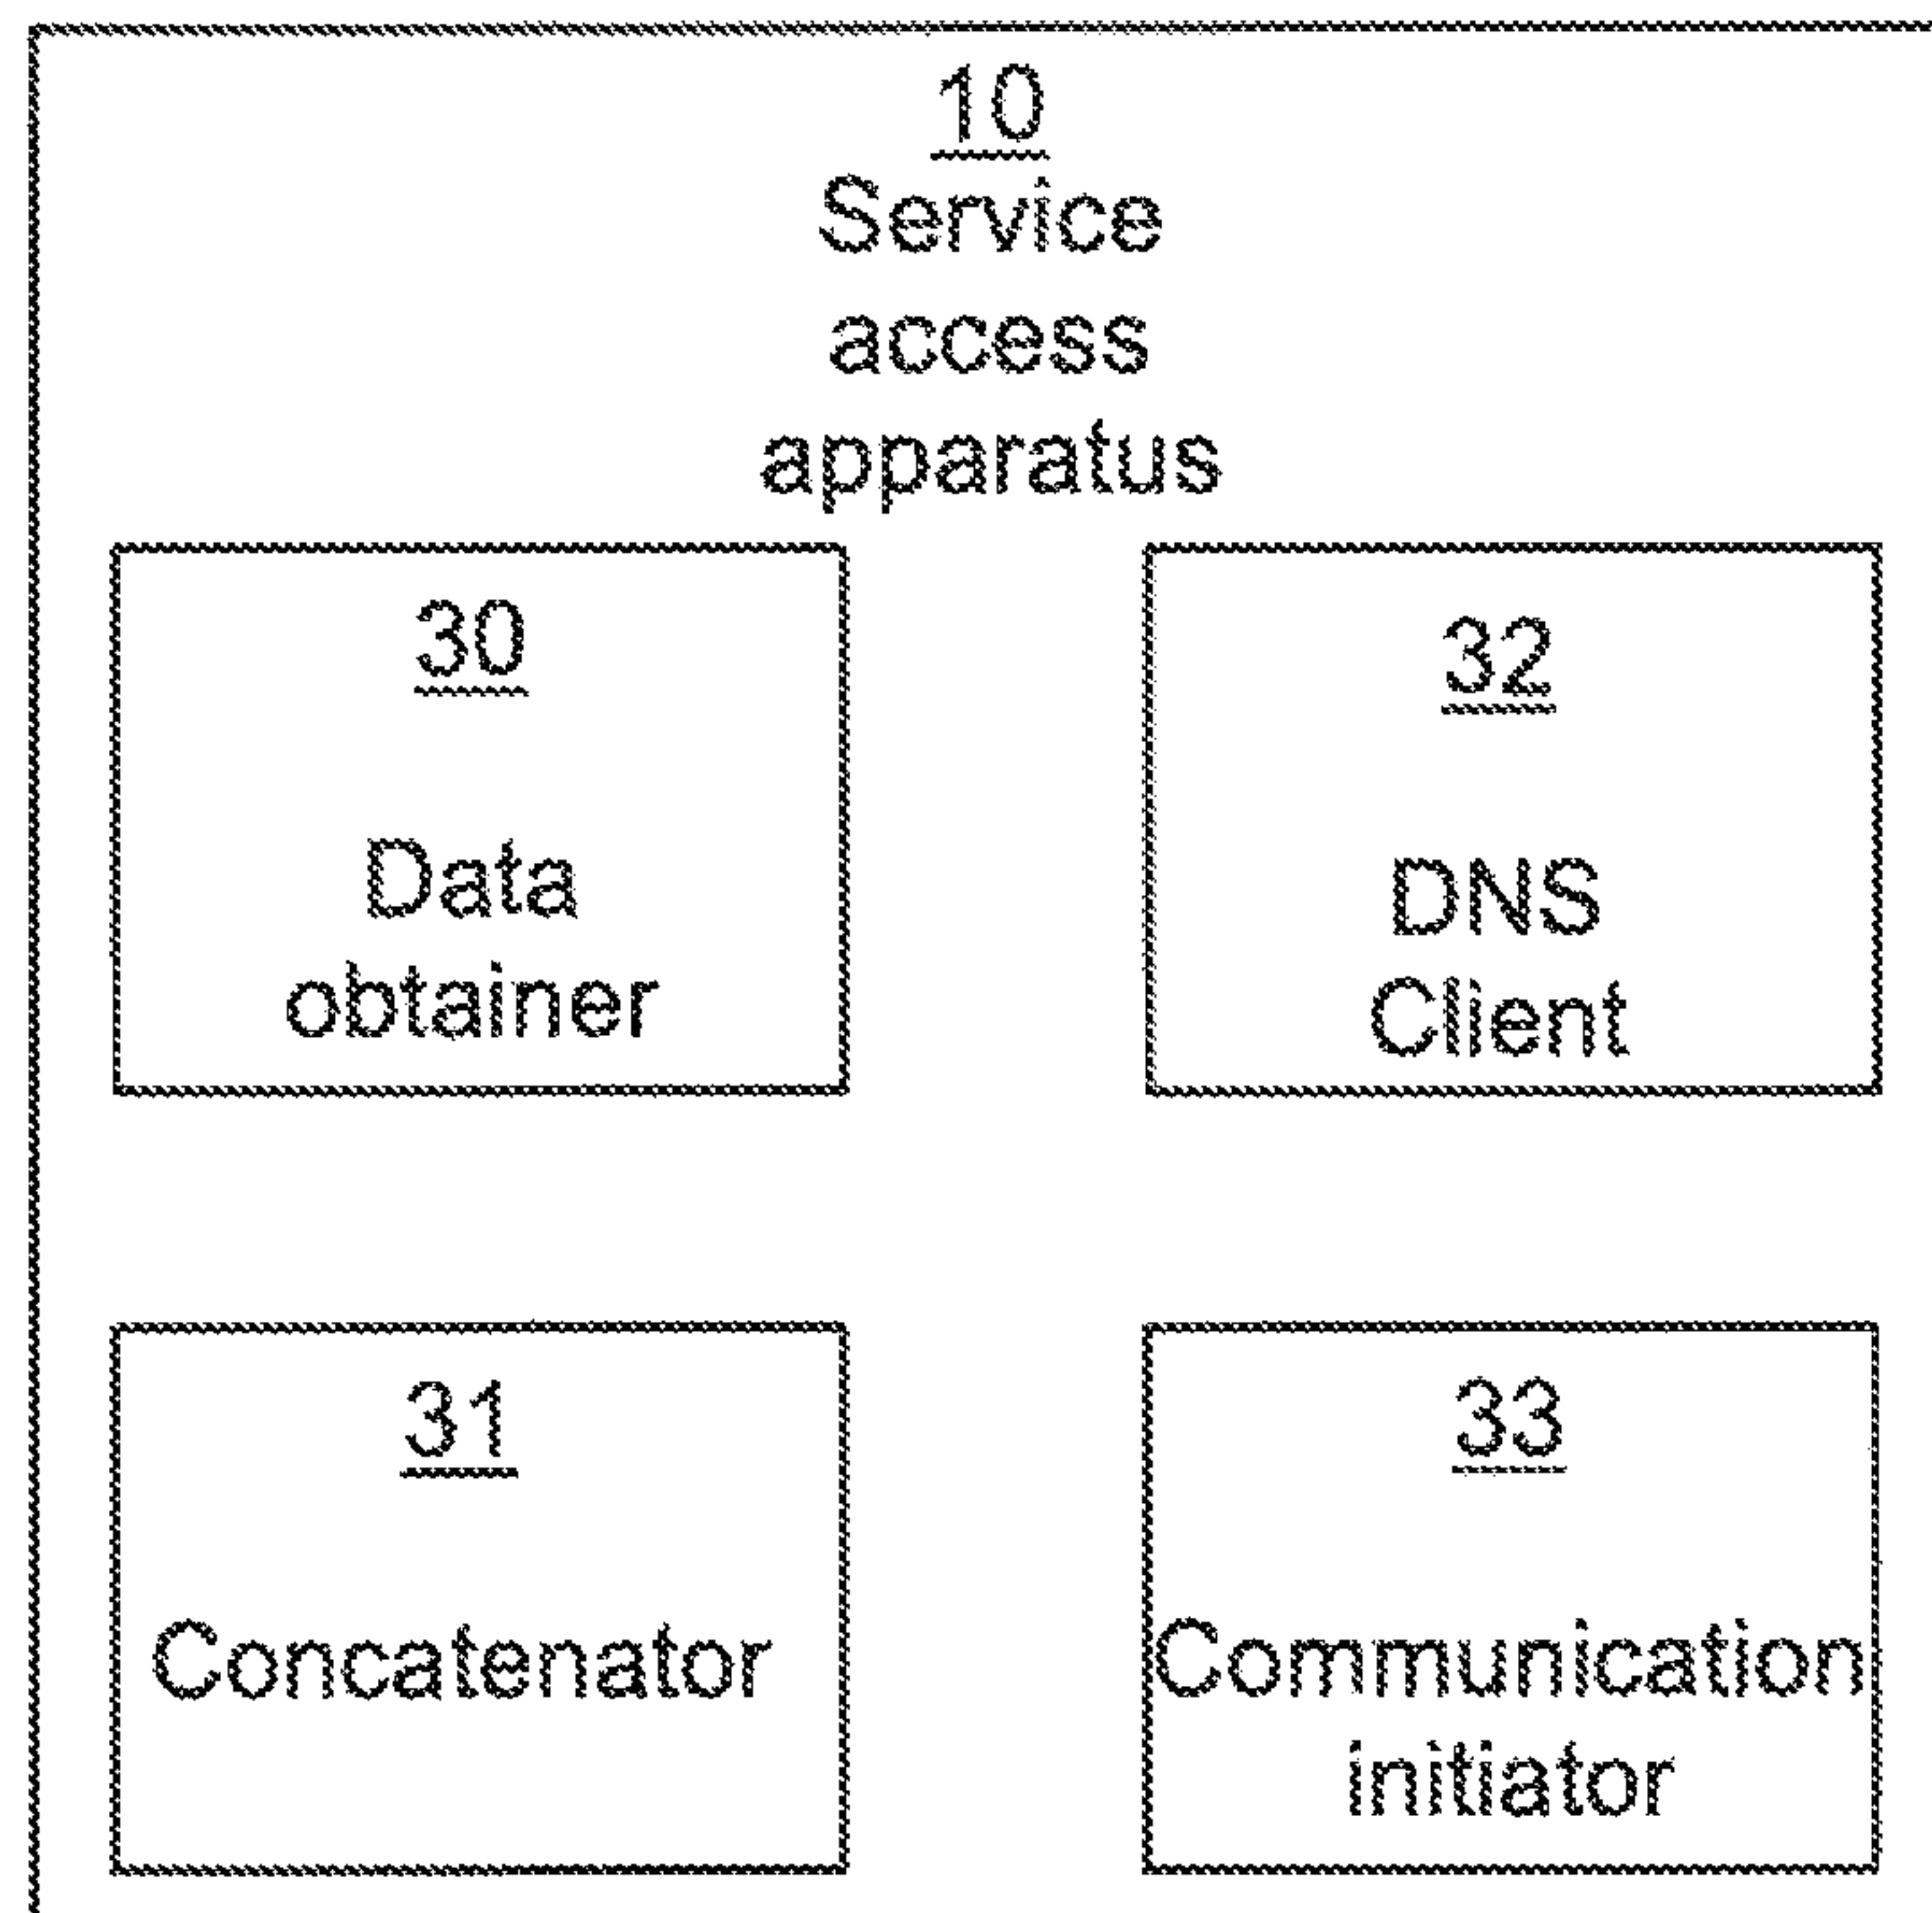 10
Service
access
apparatus
30
Data
obtainer
32
DNS
Client
31
Concatenator
33
Communication
initiator